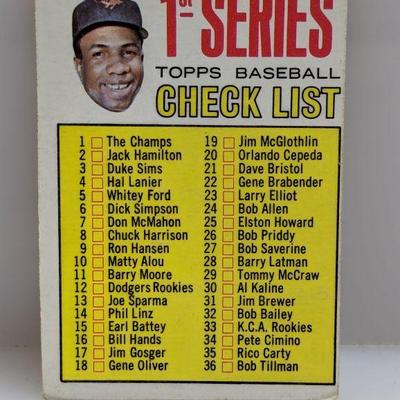 1st SERIES
TOPPS BASEBALL
CHECK LIST
1 The Champs
2 Jack Hamilton
3 Duke Sims
4 Hal Lanier
5 Whitey Ford
6 Dick Simpson
7 Don McMahon
8 Chuck Harrison
9 Ron Hansen
10 Matty Alou
11 Barry Moore
12 Dodgers Rookies
13 Joe Sparma
14 Phil Linz
15 Earl Battey
16 Bill Hands
17 Jim Gosger
18 Gene Oliver
19 Jim McGlothlin
20 Orlando Cepeda
21 Dave Bristol
22 Gene Brabender
23 Larry Elliot
24 Bob Allen
25 Elston Howard
26 Bob Priddy
27 Bob Saverine
28 Barry Latman
29 Tommy McCraw
30 Al Kaline
31 Jim Brewer
32 Bob Bailey
33 K.C.A. Rookies
34 Pete Cimino
35 Rico Carty
36 Bob Tillman